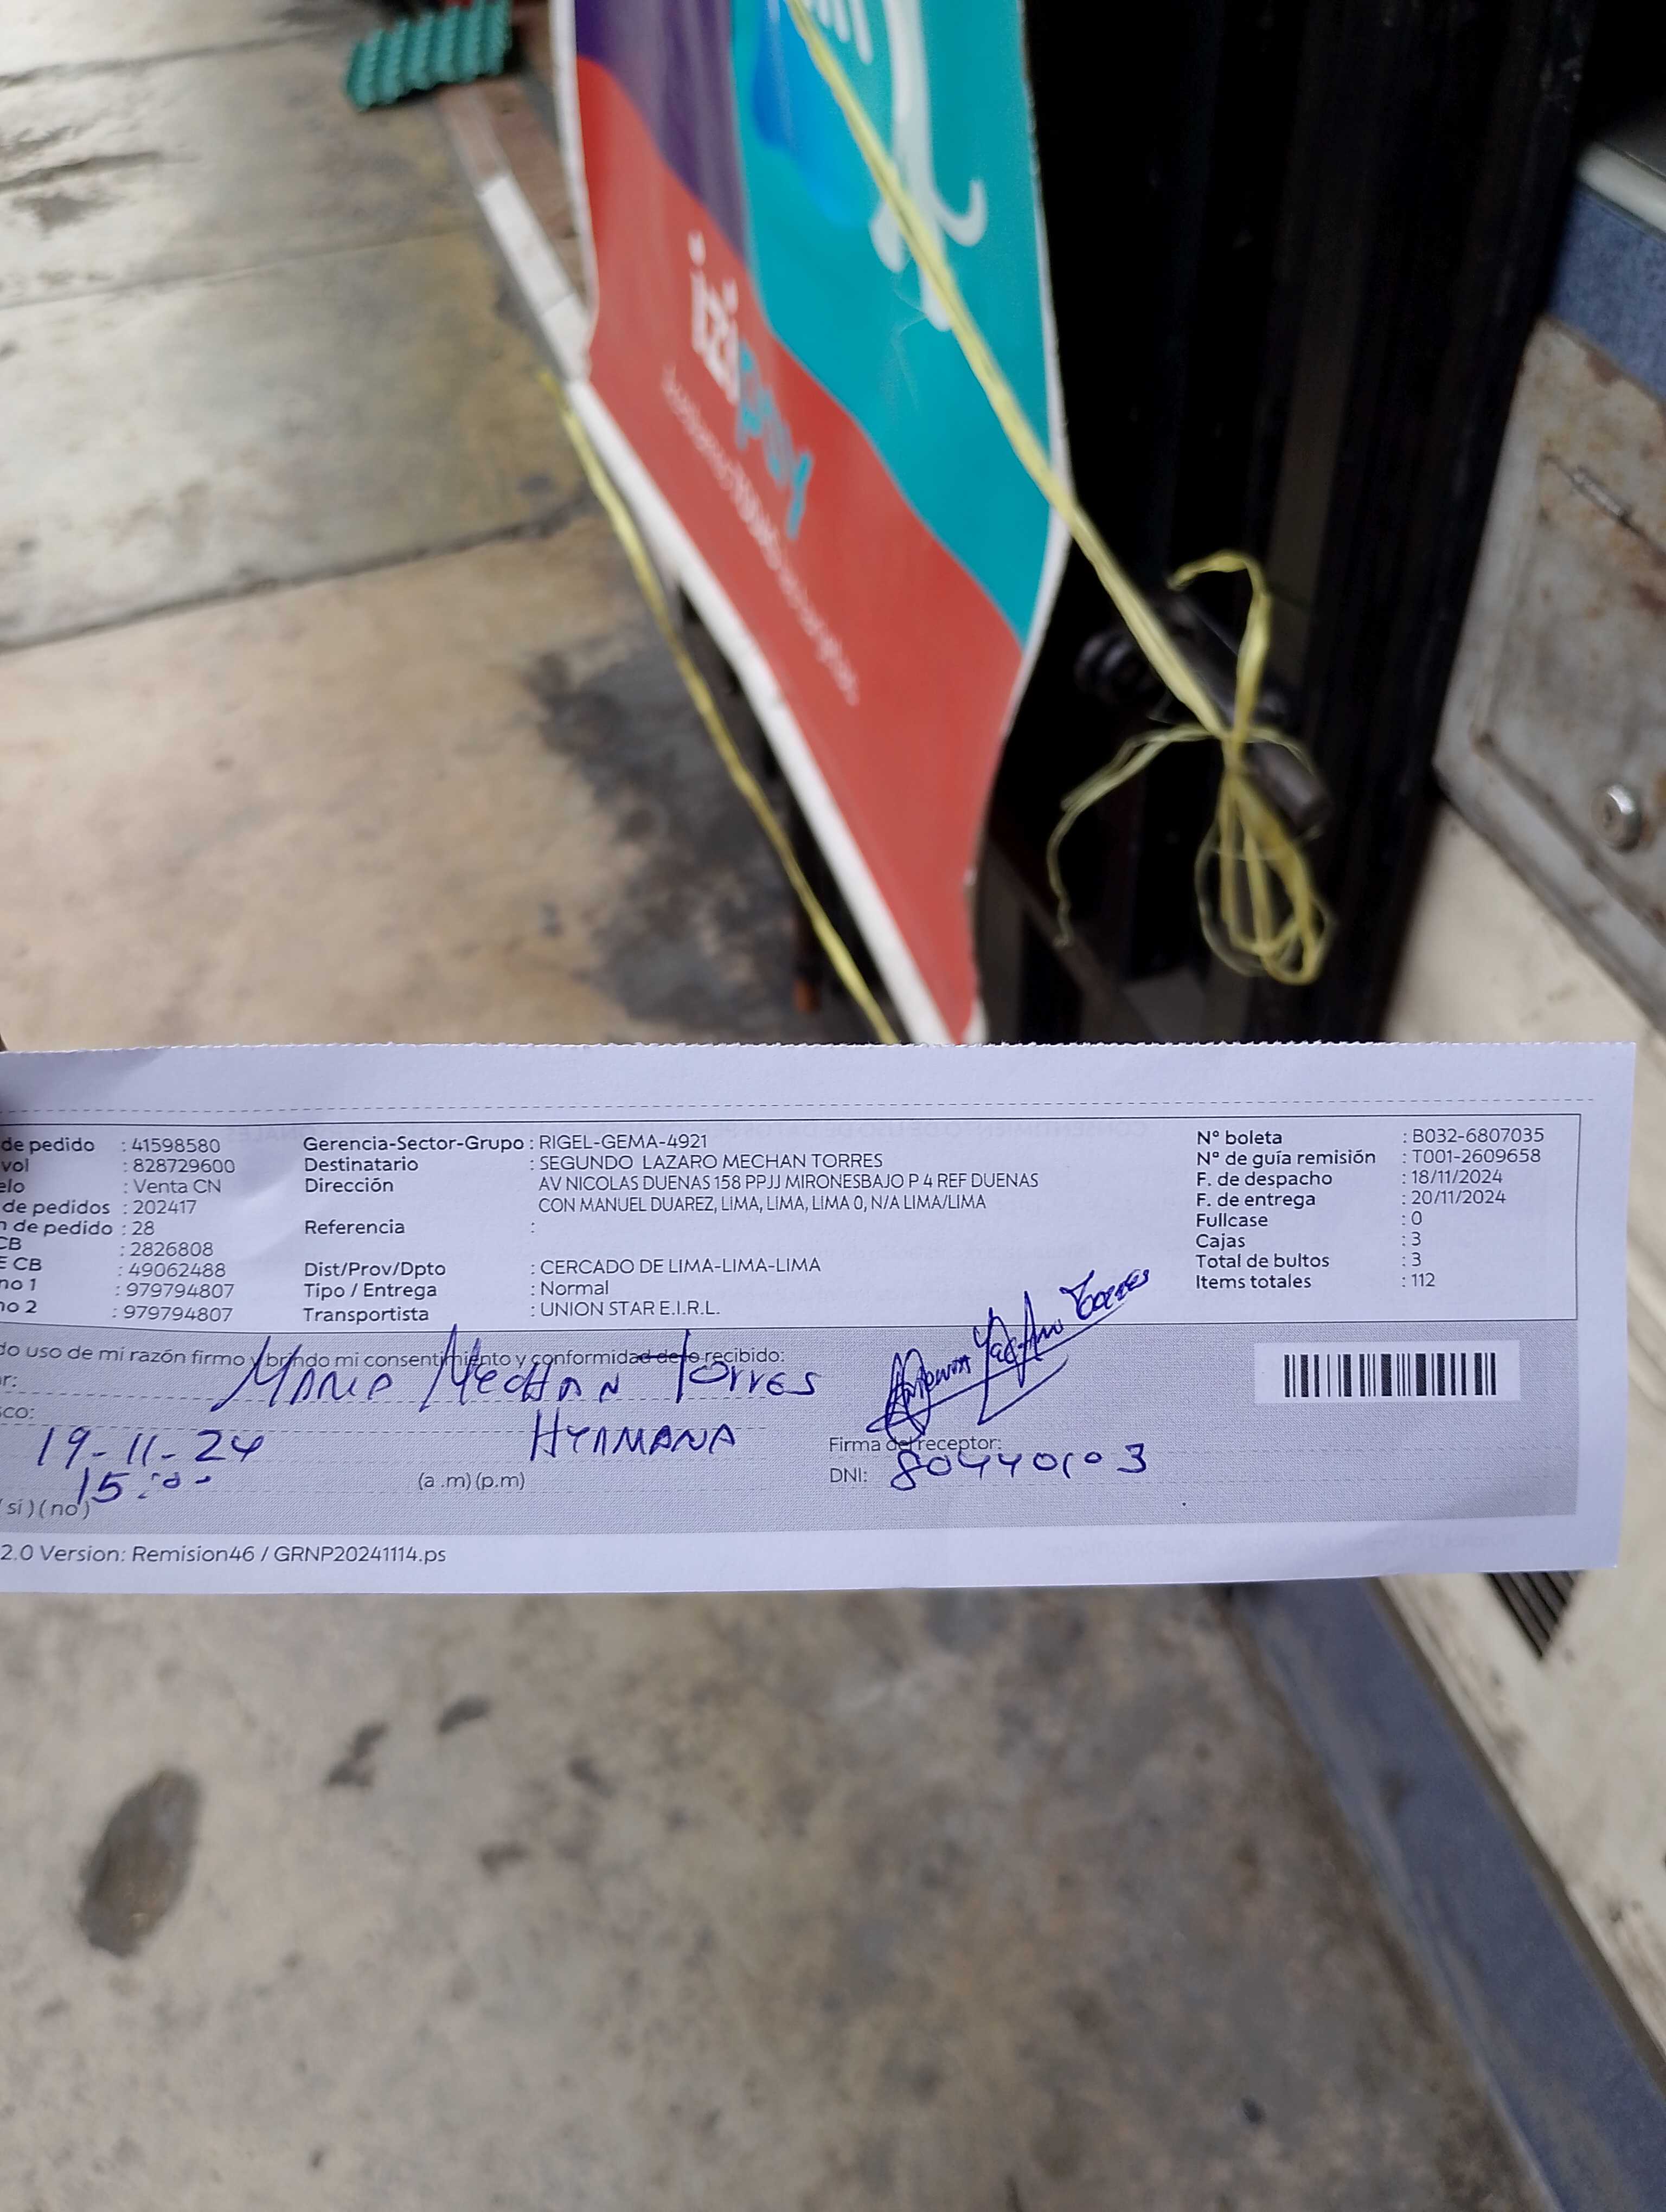 izipay
de pedido : 41598580
vol : 828729600
elo : Venta CN
de pedidos : 202417
n de pedido : 28
CB : 2826808
E CB : 49062488
no 1 : 979794807
no 2 : 979794807
Gerencia-Sector-Grupo : RIGEL-GEMA-4921
Destinatario : SEGUNDO LAZARO MECHAN TORRES
Dirección : AV NICOLAS DUENAS 158 PPJJ MIRONESBAJO P 4 REF DUENAS
CON MANUEL DUAREZ, LIMA, LIMA, LIMA 0, N/A LIMA/LIMA
Referencia :
Dist/Prov/Dpto : CERCADO DE LIMA-LIMA-LIMA
Tipo / Entrega : Normal
Transportista : UNION STAR E.I.R.L.
N° boleta : B032-6807035
N° de guía remisión : T001-2609658
F. de despacho : 18/11/2024
F. de entrega : 20/11/2024
Fullcase : 0
Cajas : 3
Total de bultos : 3
Items totales : 112
do uso de mi razón firmo y brindo mi consentimiento y conformidad de lo recibido:
or: Mechan Torres
sco:
19-11-24
15:00 (a.m) (p.m)
Torres
Firma del receptor:
DNI:
( sí ) ( no )
2.0 Version: Remision46 / GRNP20241114.ps